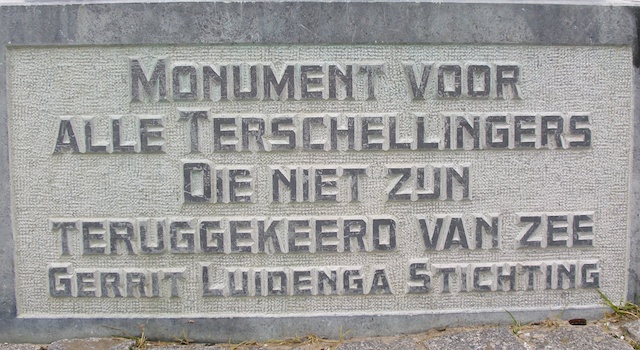 MONUMENT VOOR
ALLE TERSCHELLINGERS
DIE NIET ZIJN
TERUGGEKEERD VAN ZEE
GERRIT LUIDENGA STICHTING